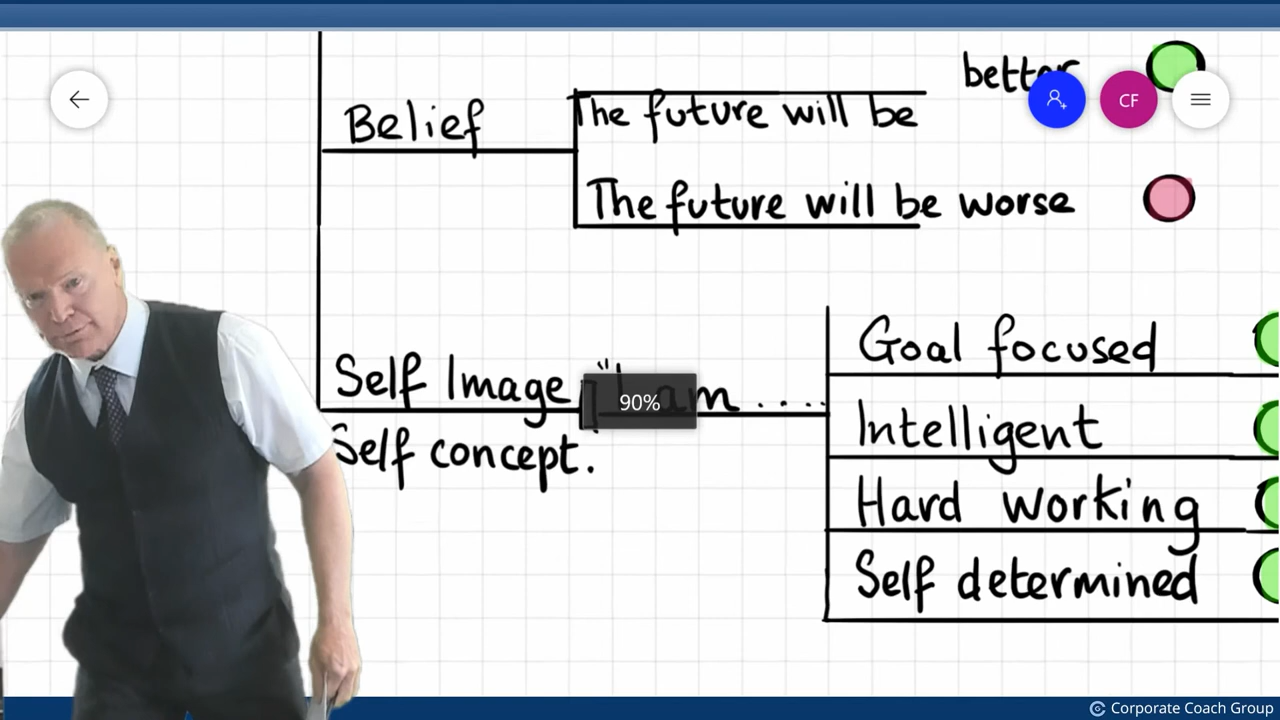 better
CF
Belief
The future will be
The future will be worse
Goal focused
Self Image
"I am ....
90%
Intelligent
Self concept.
Hard working
Self determined
Corporate Coach Group